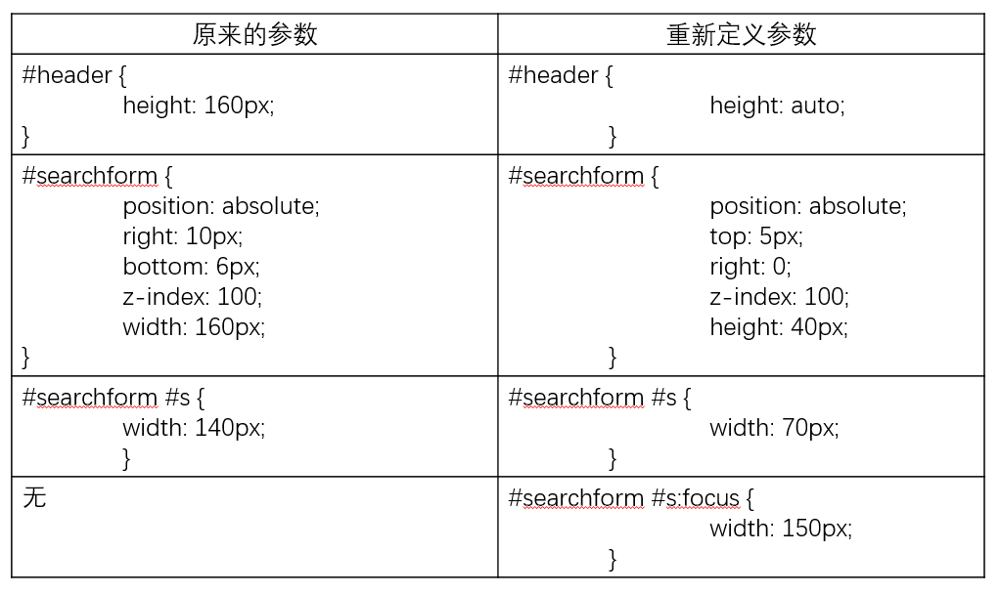 原来的参数
重新定义参数
#header {
height: 160px;
}
#header {
height: auto;
}
#searchform {
position: absolute;
right: 10px;
bottom: 6px;
z-index: 100;
width: 160px;
}
#searchform {
position: absolute;
top: 5px;
right: 0;
z-index: 100;
height: 40px;
}
#searchform #s {
width: 140px;
}
#searchform #s {
width: 70px;
}
无
#searchform #s:focus {
width: 150px;
}